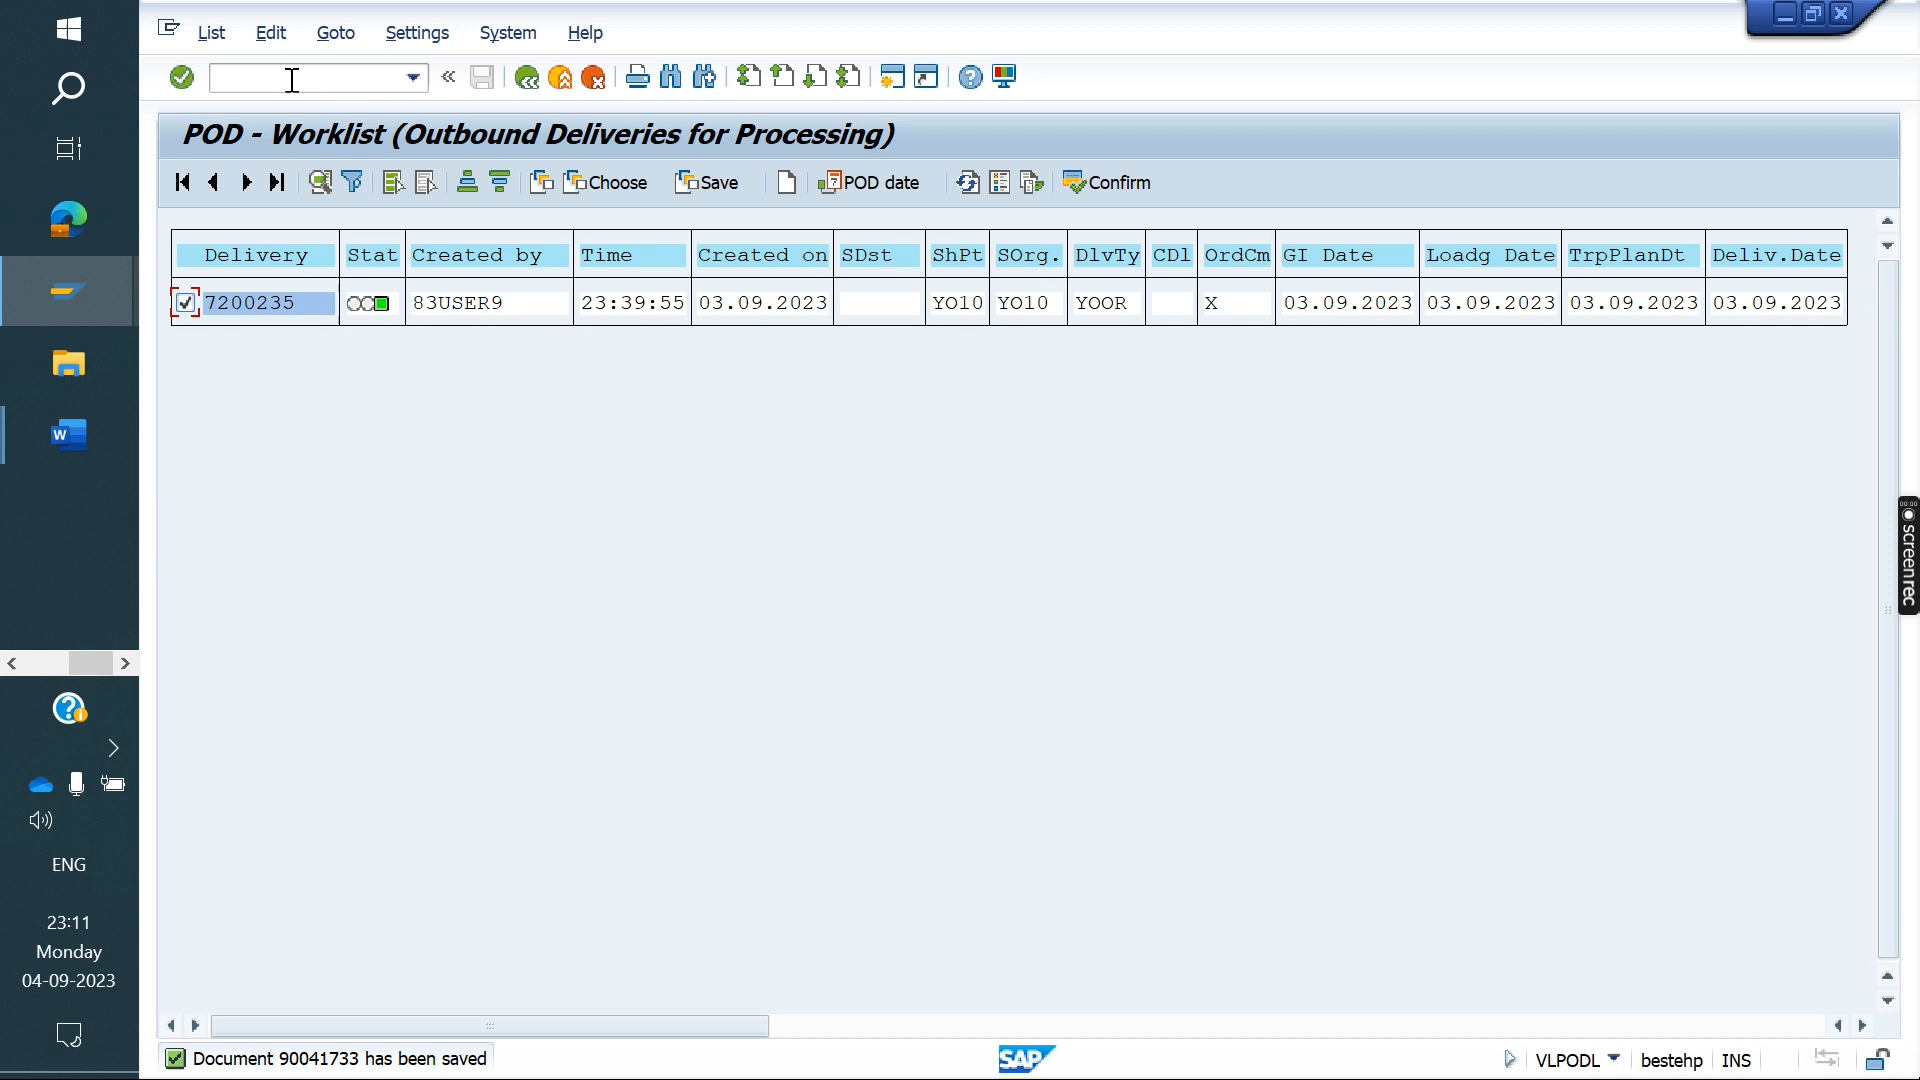 List Edit Goto Settings System Help
POD - Worklist (Outbound Deliveries for Processing)
Choose Save POD date Confirm
Delivery Stat Created by Time Created on SDst ShPt SOrg. DlvTy CDl OrdCm GI Date Loadg Date TrpPlanDt Deliv.Date
7200235 83USER9 23:39:55 03.09.2023 YO10 YO10 YOOR X 03.09.2023 03.09.2023 03.09.2023 03.09.2023
W
00:00
screenrec
ENG
23:11
Monday
04-09-2023
Document 90041733 has been saved
SAP
VLPODL bestehp INS